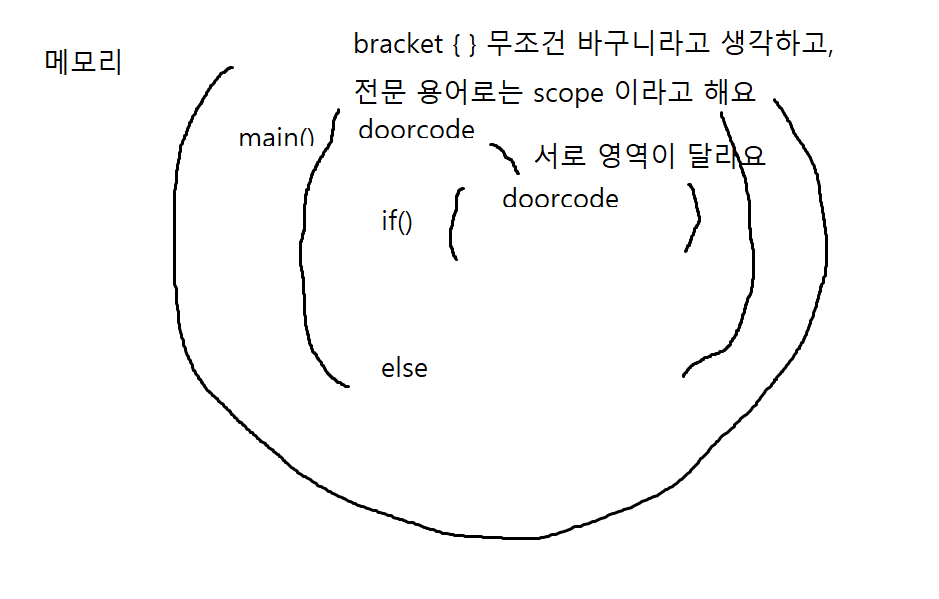 bracket { } 무조건 바구니라고 생각하고,
메모리
전문 용어로는 scope 이라고 해요
main()
doorcode
서로 영역이 달라요
doorcode
if()
else